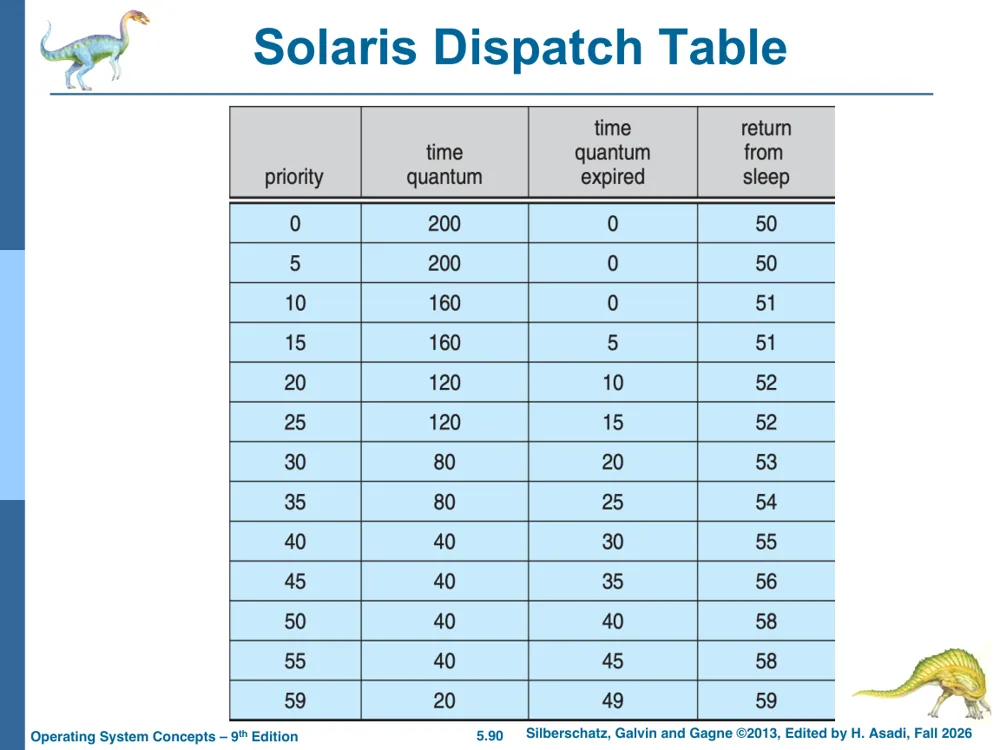 Solaris Dispatch Table
priority time quantum time quantum expired return from sleep
0 200 0 50
5 200 0 50
10 160 0 51
15 160 5 51
20 120 10 52
25 120 15 52
30 80 20 53
35 80 25 54
40 40 30 55
45 40 35 56
50 40 40 58
55 40 45 58
59 20 49 59
Operating System Concepts – 9th Edition 5.90 Silberschatz, Galvin and Gagne ©2013, Edited by H. Asadi, Fall 2026